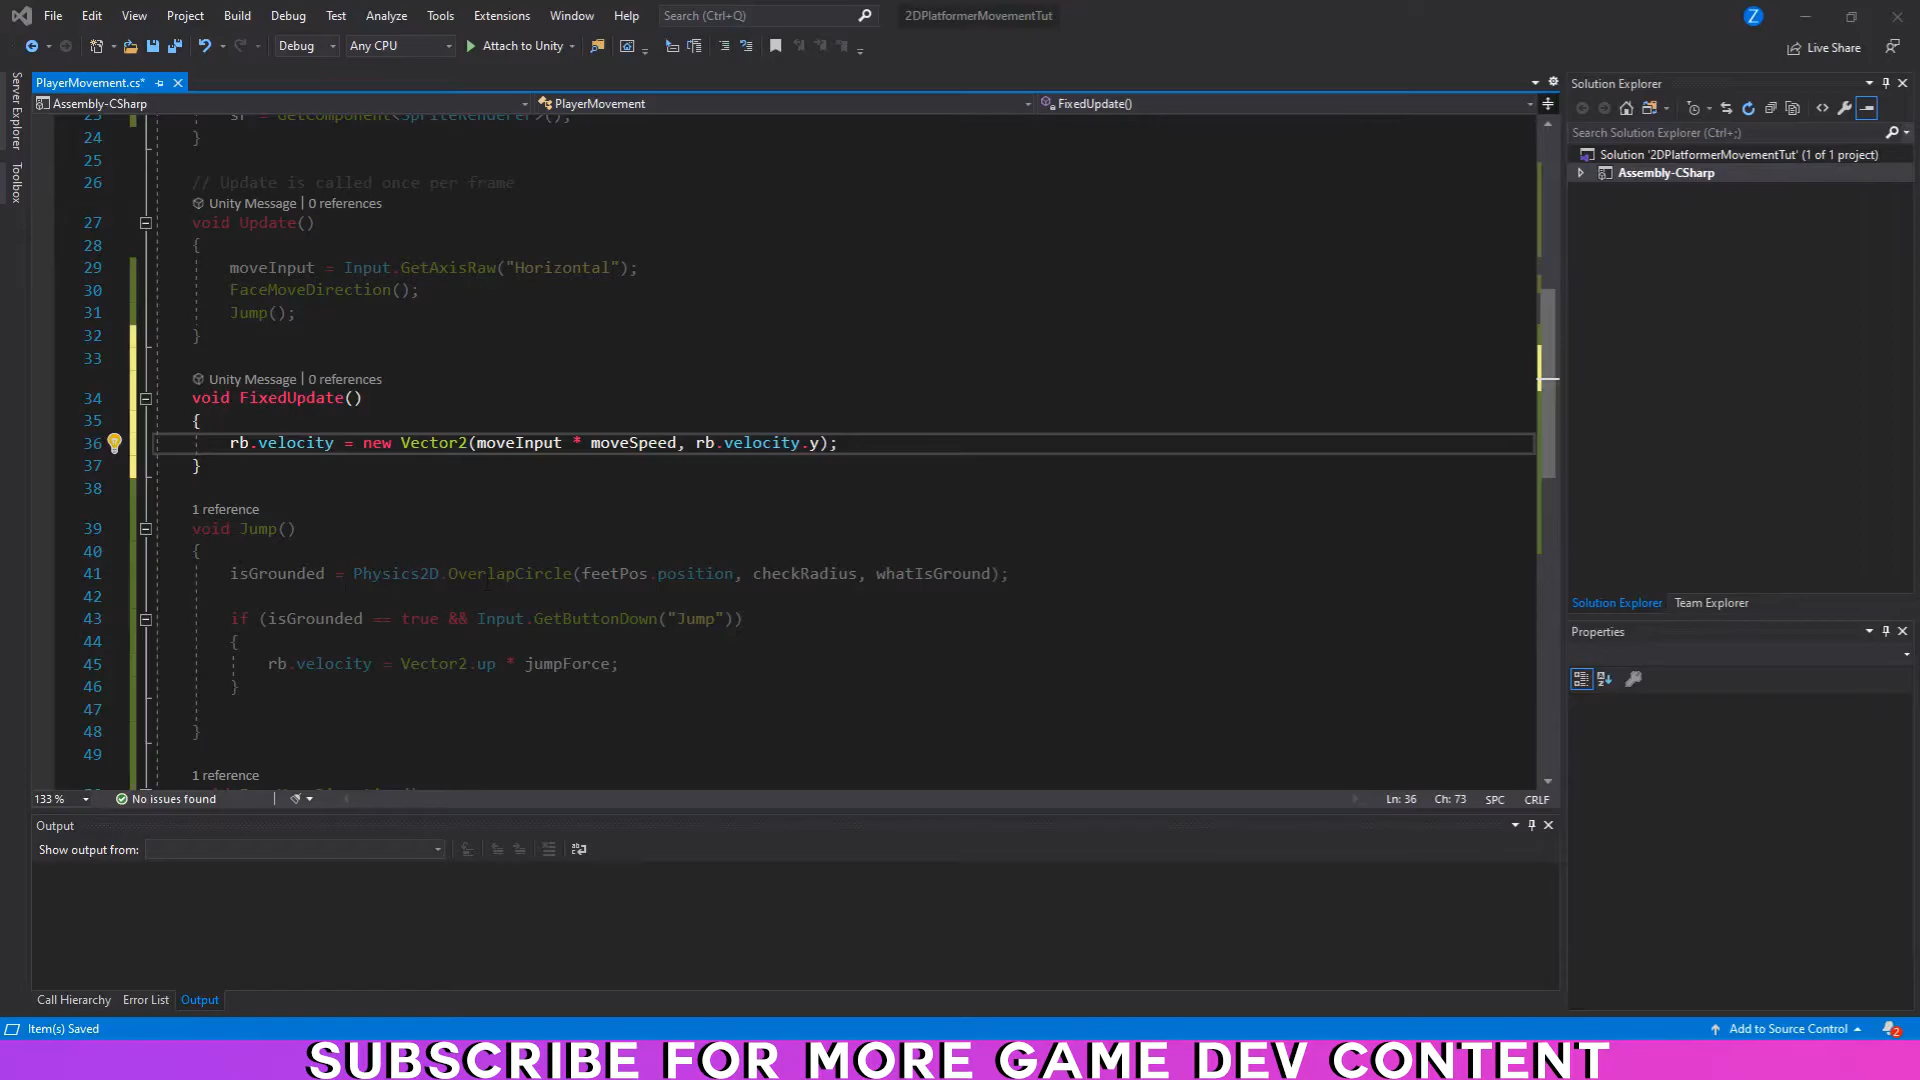 File Edit View Project Build Debug Test Analyze Tools Extensions Window Help Search (Ctrl+Q) 2DPlatformerMovementTut Z
Debug Any CPU Attach to Unity Live Share
Server Explorer
Toolbox
PlayerMovement.cs*
Assembly-CSharp PlayerMovement FixedUpdate()
23 sr = GetComponent<SpriteRenderer>();
24 }
25
26 // Update is called once per frame
Unity Message | 0 references
27 void Update()
28 {
29 moveInput = Input.GetAxisRaw("Horizontal");
30 FaceMoveDirection();
31 Jump();
32 }
33
Unity Message | 0 references
34 void FixedUpdate()
35 {
36 rb.velocity = new Vector2(moveInput * moveSpeed, rb.velocity.y);
37 }
38
1 reference
39 void Jump()
40 {
41 isGrounded = Physics2D.OverlapCircle(feetPos.position, checkRadius, whatIsGround);
42
43 if (isGrounded == true && Input.GetButtonDown("Jump"))
44 {
45 rb.velocity = Vector2.up * jumpForce;
46 }
47
48 }
49
1 reference
133 % No issues found Ln: 36 Ch: 73 SPC CRLF
Output
Show output from:
Call Hierarchy Error List Output
Solution Explorer
Search Solution Explorer (Ctrl+;)
Solution '2DPlatformerMovementTut' (1 of 1 project)
Assembly-CSharp
Solution Explorer Team Explorer
Properties
Item(s) Saved Add to Source Control 2
SUBSCRIBE FOR MORE GAME DEV CONTENT